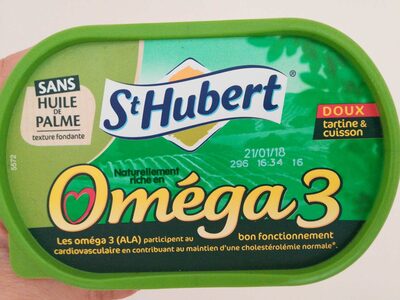 SANS
HUILE
DE
PALME
texture fondante
St Hubert®
DOUX
tartine &
cuisson
21/01/18
296 16:34 16
5572
Naturellement
riche en
Oméga 3
Les oméga 3 (ALA) participent au bon fonctionnement
cardiovasculaire en contribuant au maintien d'une cholestérolémie normale*.